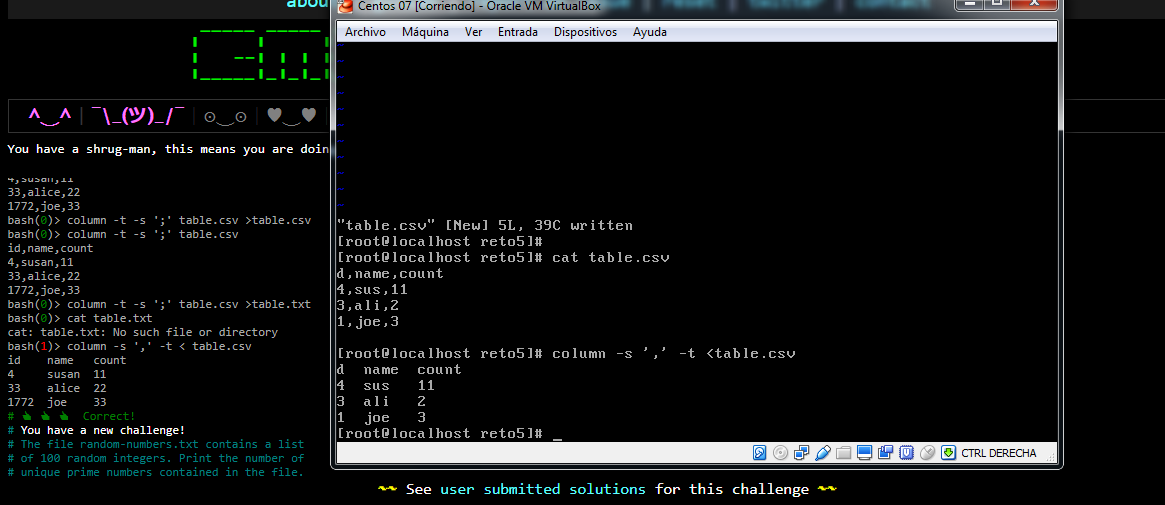 Centos 07 [Corriendo] - Oracle VM VirtualBox
reset | twitter | contact
Archivo Máquina Ver Entrada Dispositivos Ayuda
^‿^ | ¯\_(ツ)_/¯ | ⊙‿⊙ | ♥‿♥
You have a shrug-man, this means you are doin
4,susan,11
33,alice,22
1772,joe,33
bash(0)> column -t -s ';' table.csv >table.csv
bash(0)> column -t -s ';' table.csv
id,name,count
4,susan,11
33,alice,22
1772,joe,33
bash(0)> column -t -s ';' table.csv >table.txt
bash(0)> cat table.txt
cat: table.txt: No such file or directory
bash(1)> column -s ',' -t < table.csv
id name count
4 susan 11
33 alice 22
1772 joe 33
# Correct!
# You have a new challenge!
# The file random-numbers.txt contains a list
# of 100 random integers. Print the number of
# unique prime numbers contained in the file.
"table.csv" [New] 5L, 39C written
[root@localhost reto5]#
[root@localhost reto5]# cat table.csv
d,name,count
4,sus,11
3,ali,2
1,joe,3
[root@localhost reto5]# column -s ',' -t <table.csv
d name count
4 sus 11
3 ali 2
1 joe 3
[root@localhost reto5]# _
CTRL DERECHA
~~ See user submitted solutions for this challenge ~~